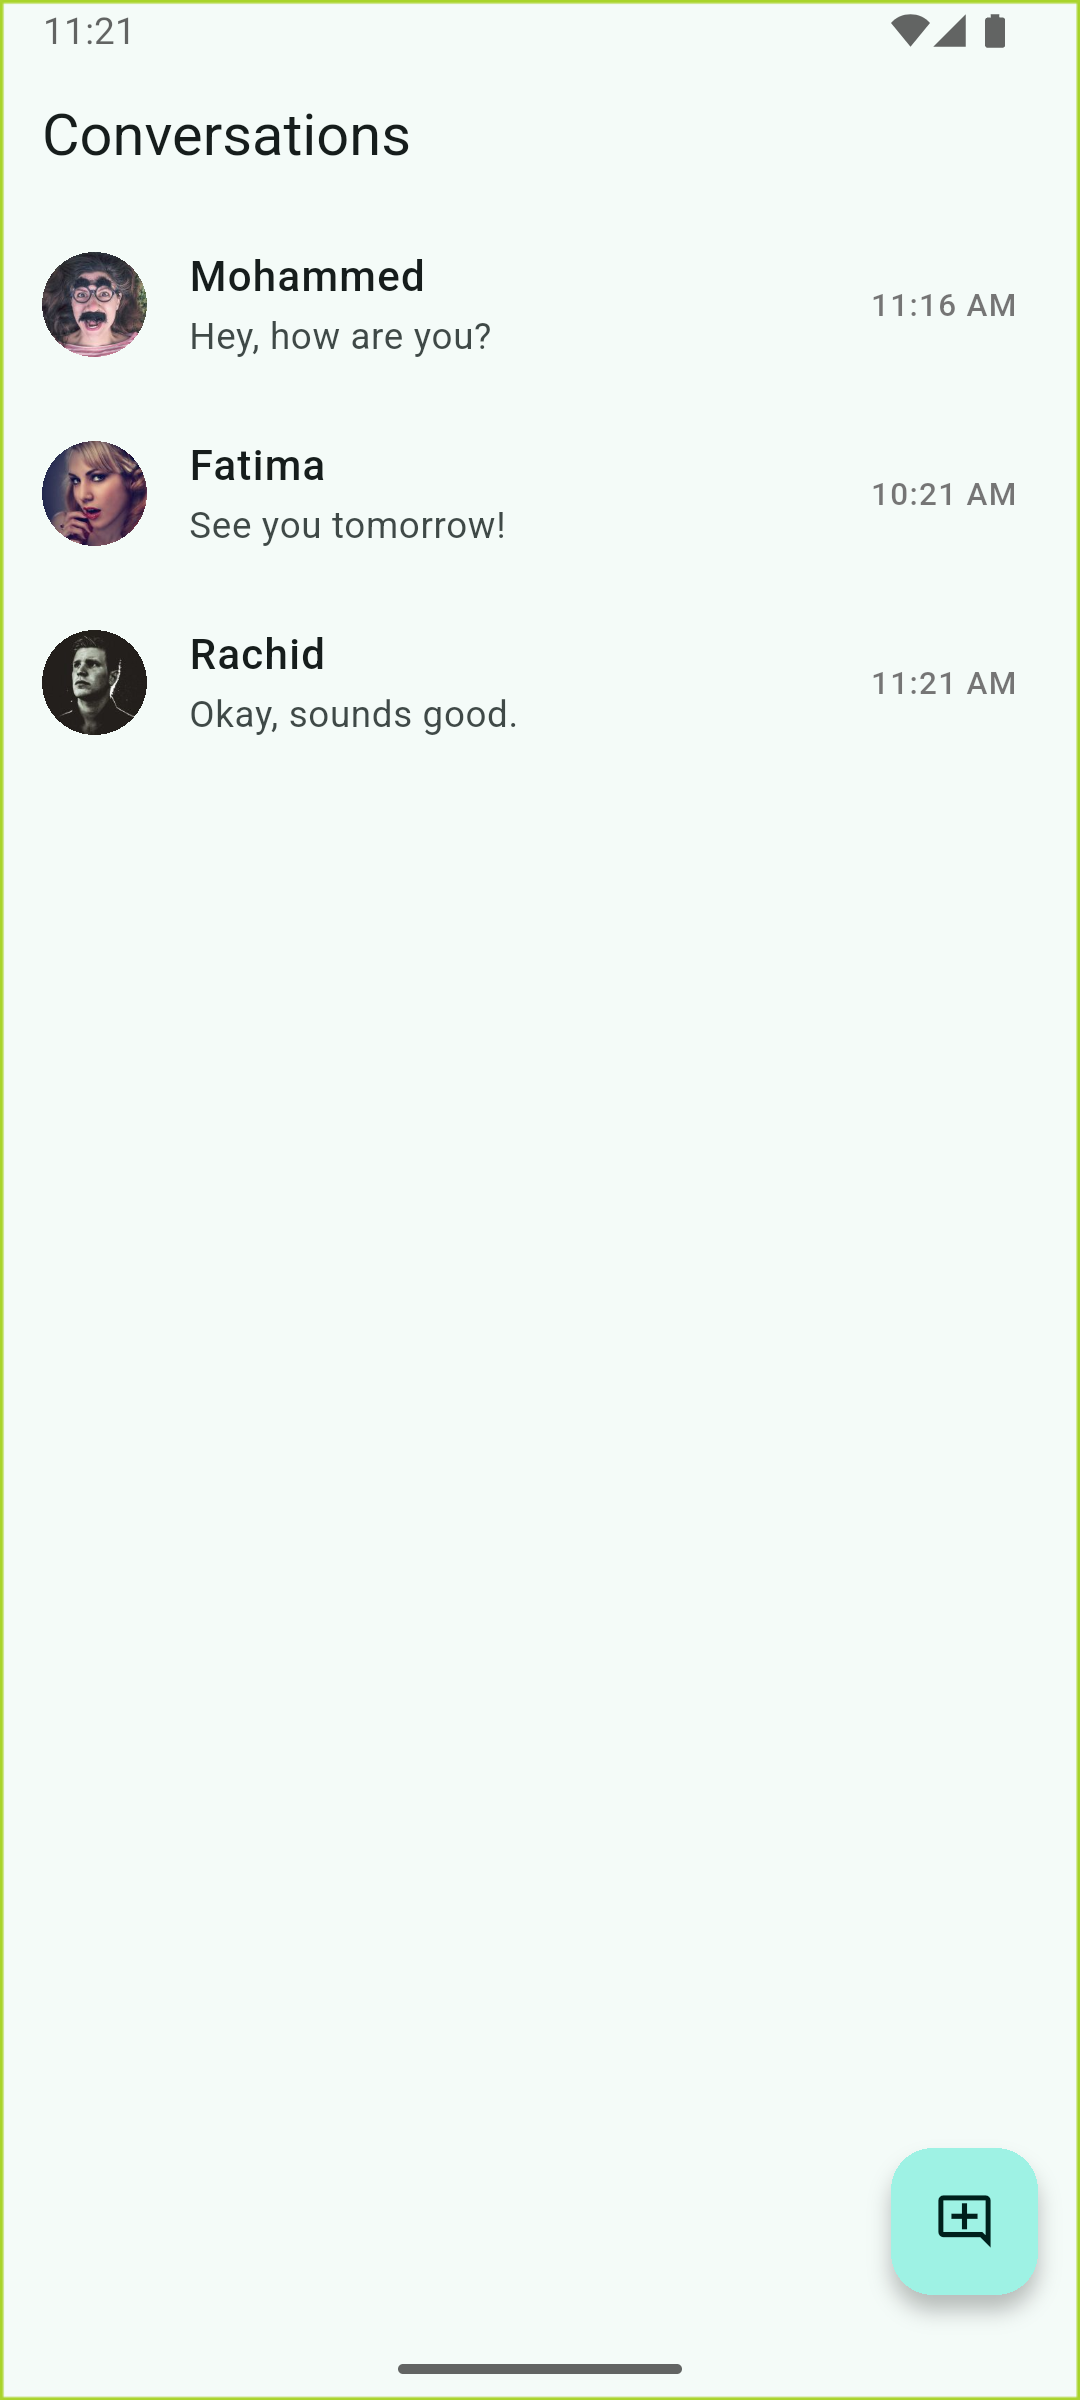 11:21
Conversations
Mohammed
Hey, how are you?
11:16 AM
Fatima
See you tomorrow!
10:21 AM
Rachid
Okay, sounds good.
11:21 AM